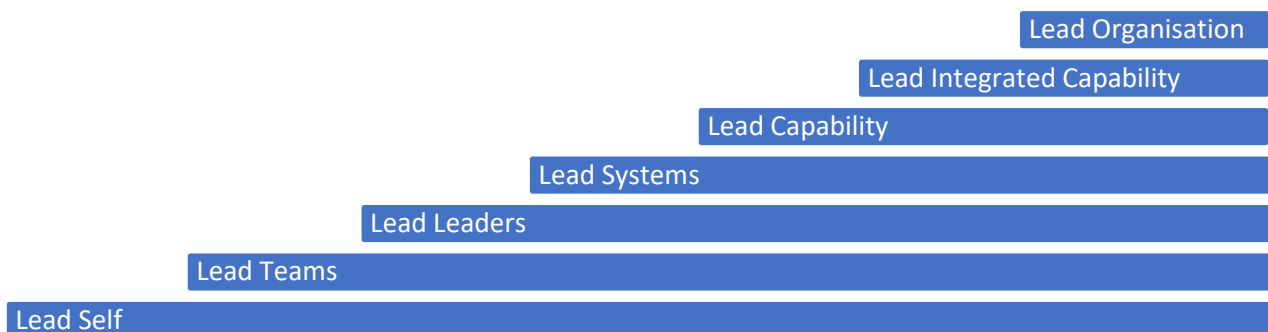 Lead Organisation
Lead Integrated Capability
Lead Capability
Lead Systems
Lead Leaders
Lead Teams
Lead Self